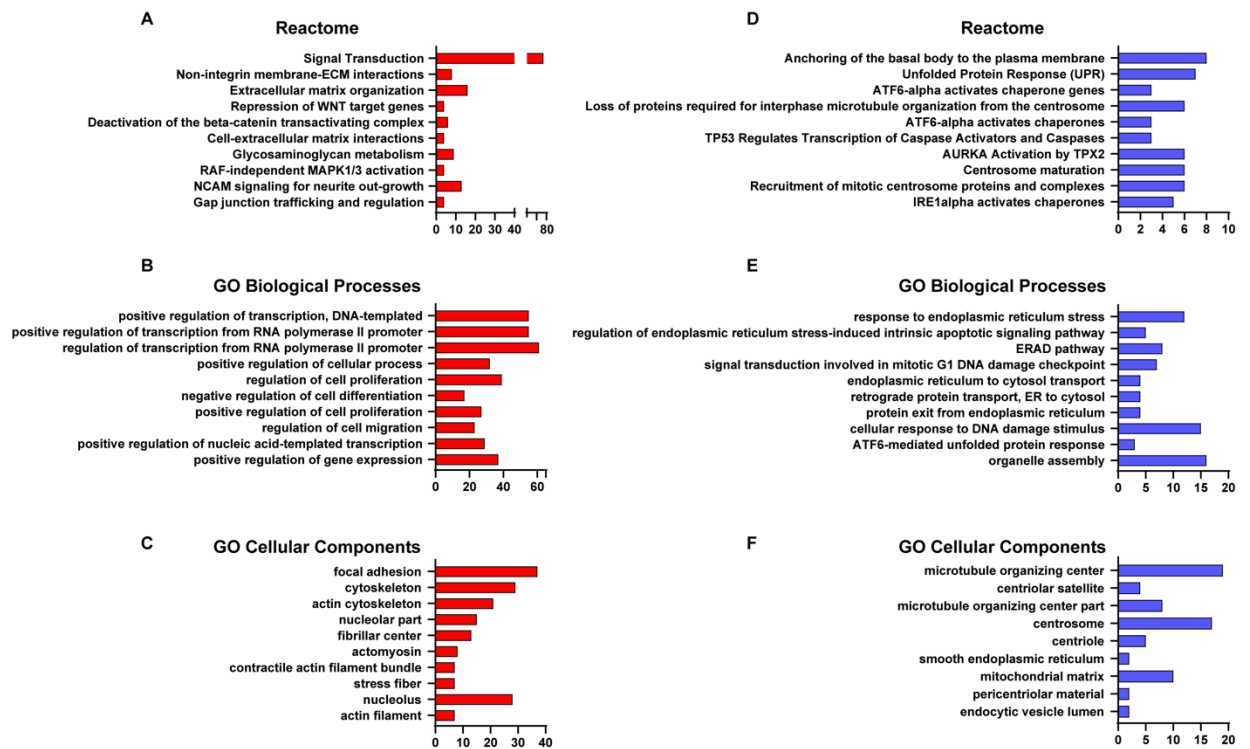 A
Reactome
Signal Transduction
Non-integrin membrane-ECM interactions
Extracellular matrix organization
Repression of WNT target genes
Deactivation of the beta-catenin transactivating complex
Cell-extracellular matrix interactions
Glycosaminoglycan metabolism
RAF-independent MAPK1/3 activation
NCAM signaling for neurite out-growth
Gap junction trafficking and regulation
0 10 20 30 40 60 80
B
GO Biological Processes
positive regulation of transcription, DNA-templated
positive regulation of transcription from RNA polymerase II promoter
regulation of transcription from RNA polymerase II promoter
positive regulation of cellular process
regulation of cell proliferation
negative regulation of cell differentiation
positive regulation of cell proliferation
regulation of cell migration
positive regulation of nucleic acid-templated transcription
positive regulation of gene expression
0 20 40 60
C
GO Cellular Components
focal adhesion
cytoskeleton
actin cytoskeleton
nucleolar part
fibrillar center
actomyosin
contractile actin filament bundle
stress fiber
nucleolus
actin filament
0 10 20 30 40
D
Reactome
Anchoring of the basal body to the plasma membrane
Unfolded Protein Response (UPR)
ATF6-alpha activates chaperone genes
Loss of proteins required for interphase microtubule organization from the centrosome
ATF6-alpha activates chaperones
TP53 Regulates Transcription of Caspase Activators and Caspases
AURKA Activation by TPX2
Centrosome maturation
Recruitment of mitotic centrosome proteins and complexes
IRE1alpha activates chaperones
0 2 4 6 8 10
E
GO Biological Processes
response to endoplasmic reticulum stress
regulation of endoplasmic reticulum stress-induced intrinsic apoptotic signaling pathway
ERAD pathway
signal transduction involved in mitotic G1 DNA damage checkpoint
endoplasmic reticulum to cytosol transport
retrograde protein transport, ER to cytosol
protein exit from endoplasmic reticulum
cellular response to DNA damage stimulus
ATF6-mediated unfolded protein response
organelle assembly
0 5 10 15 20
F
GO Cellular Components
microtubule organizing center
centriolar satellite
microtubule organizing center part
centrosome
centriole
smooth endoplasmic reticulum
mitochondrial matrix
pericentriolar material
endocytic vesicle lumen
0 5 10 15 20